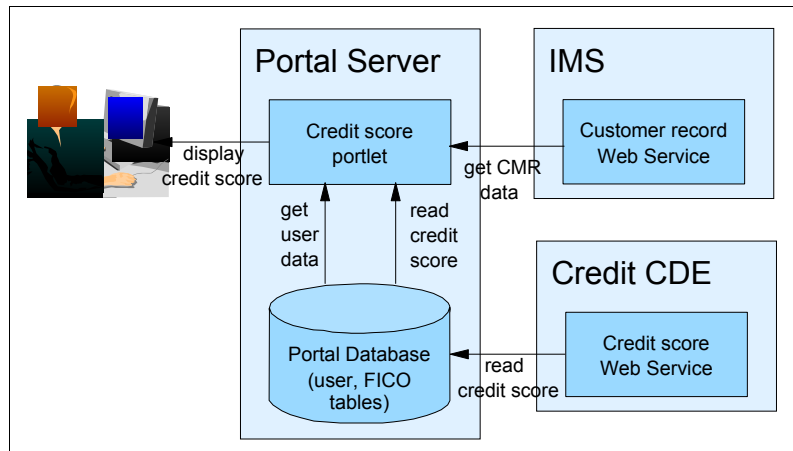 Portal Server
IMS
Credit score
portlet
Customer record
Web Service
display
credit score
get CMR
data
get
user
data
read
credit
score
Credit CDE
Portal Database
(user, FICO
tables)
Credit score
Web Service
read
credit score